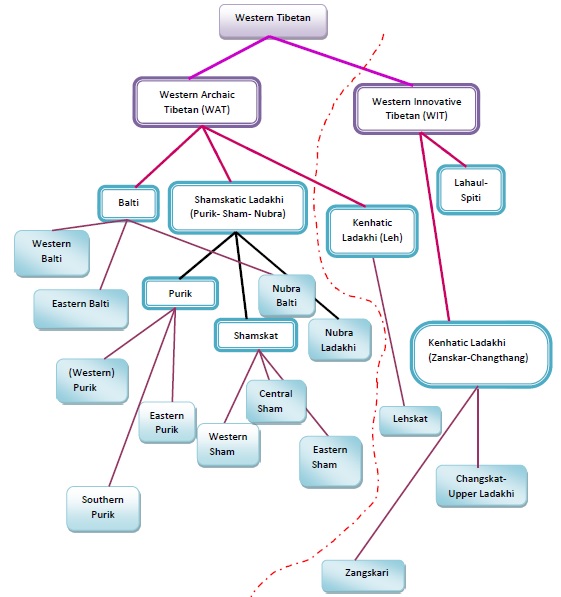 Western Tibetan
Western Archaic
Tibetan (WAT)
Western Innovative
Tibetan (WIT)
Balti
Shamskatic Ladakhi
(Purik- Sham- Nubra)
Kenhatic
Ladakhi (Leh)
Lahaul-
Spiti
Western
Balti
Eastern Balti
Purik
Nubra
Balti
Shamskat
Nubra
Ladakhi
Kenhatic Ladakhi
(Zanskar-Changthang)
(Western)
Purik
Eastern
Purik
Western
Sham
Central
Sham
Eastern
Sham
Lehskat
Southern
Purik
Changskat-
Upper Ladakhi
Zangskari